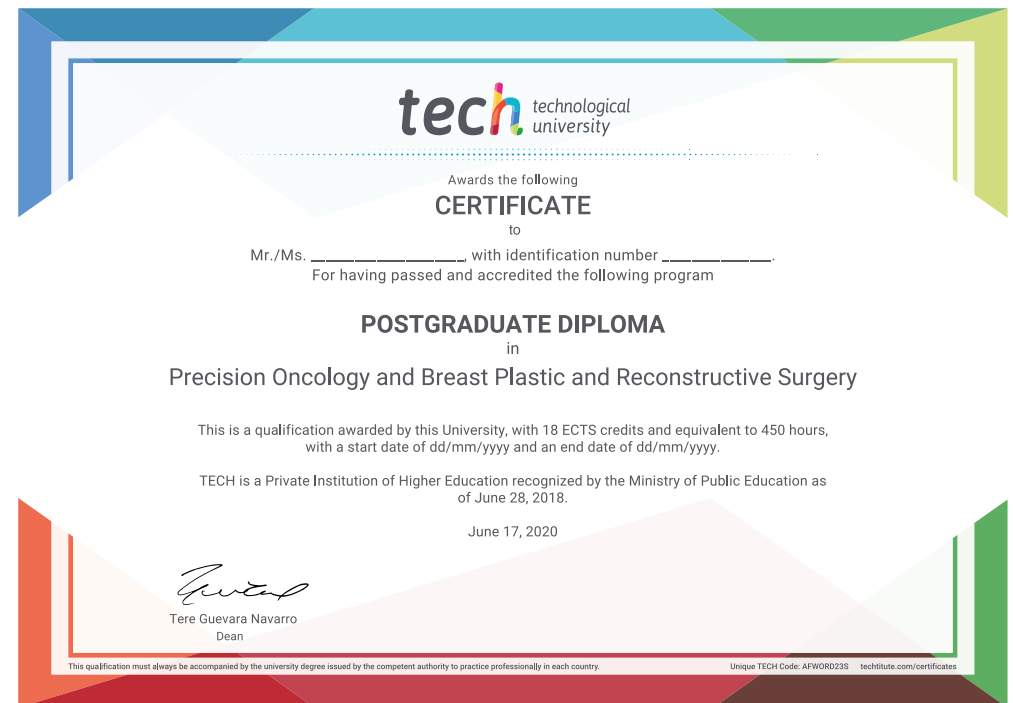 tech technological
university
Awards the following
CERTIFICATE
to
Mr./Ms. ____________________, with identification number ______________.
For having passed and accredited the following program
POSTGRADUATE DIPLOMA
in
Precision Oncology and Breast Plastic and Reconstructive Surgery
This is a qualification awarded by this University, with 18 ECTS credits and equivalent to 450 hours,
with a start date of dd/mm/yyyy and an end date of dd/mm/yyyy.
TECH is a Private Institution of Higher Education recognized by the Ministry of Public Education as
of June 28, 2018.
June 17, 2020
Tere Guevara Navarro
Dean
This qualification must always be accompanied by the university degree issued by the competent authority to practice professionally in each country.
Unique TECH Code: AFWORD23S techtitute.com/certificates